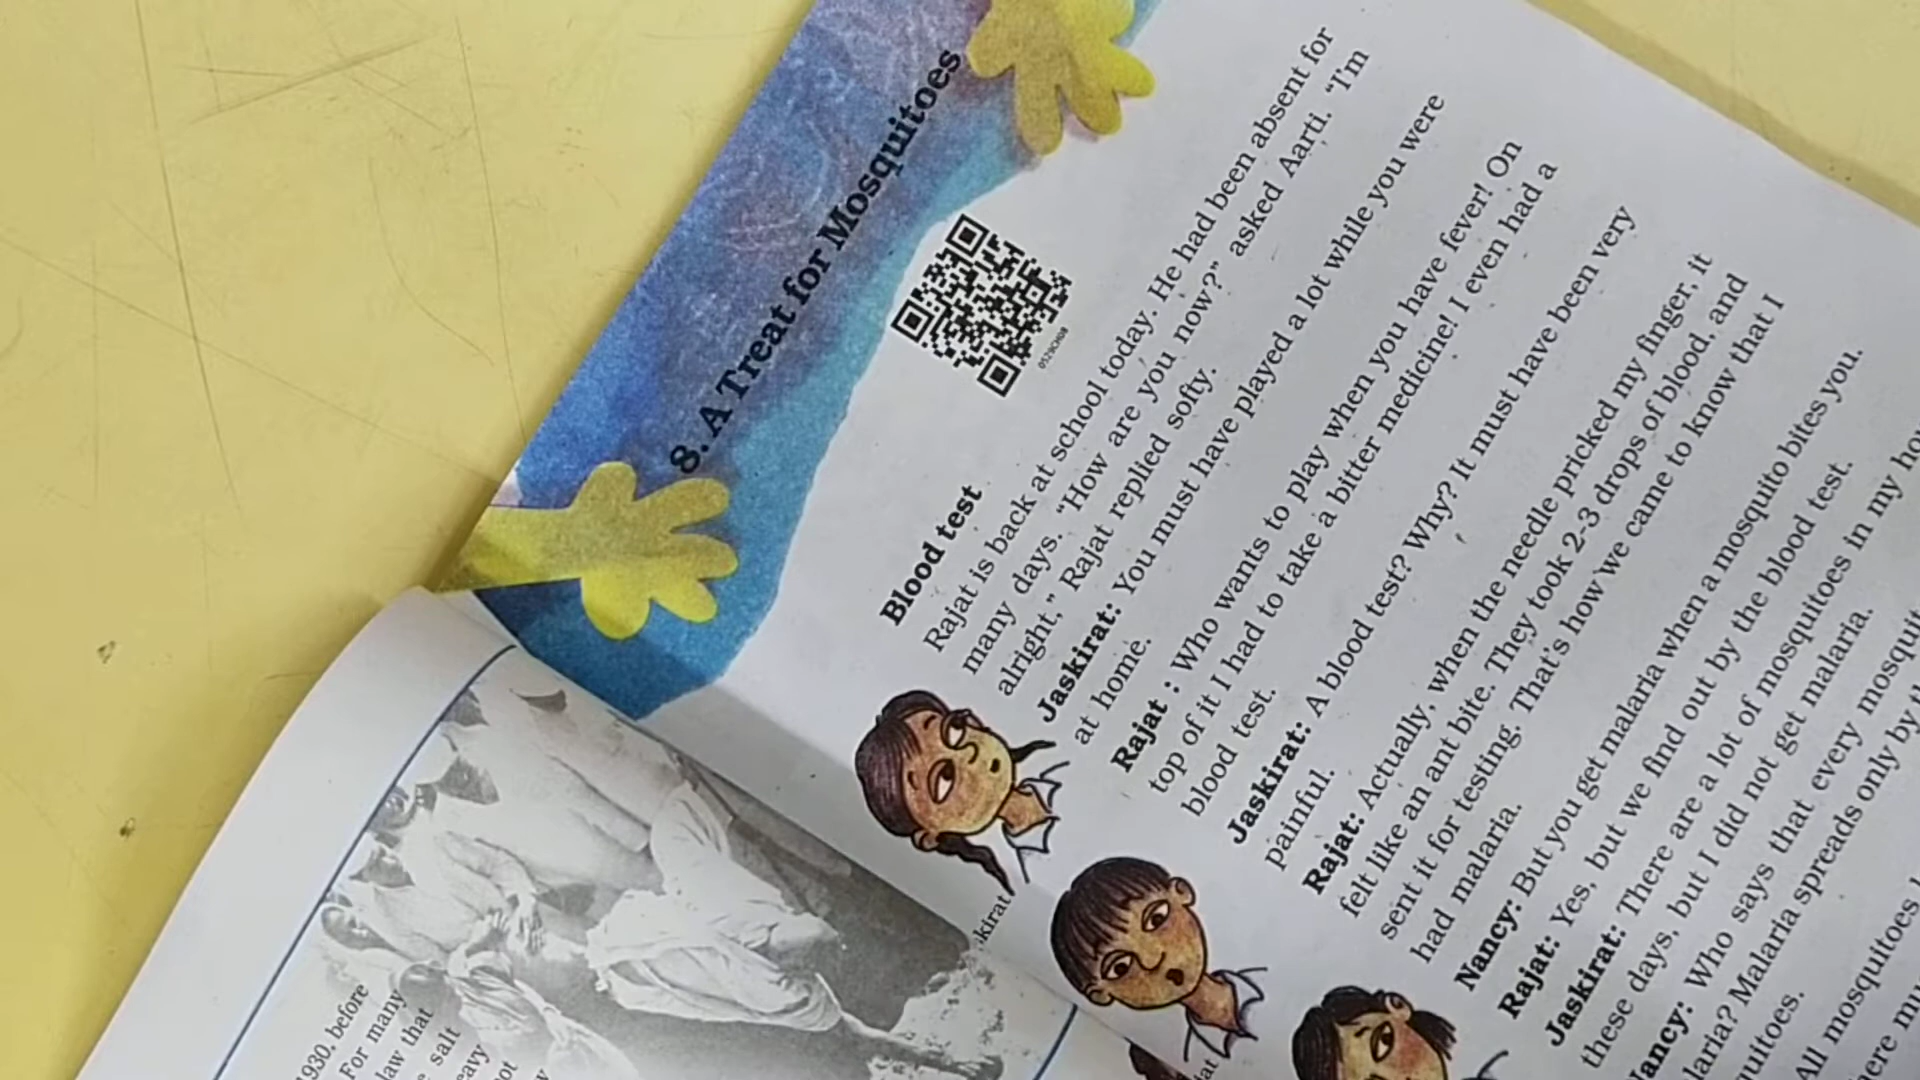 8. A Treat for Mosquitoes
0529CH08
Blood test
Rajat is back at school today. He had been absent for
many days. “How are you now?” asked Aarti. “I’m
alright,” Rajat replied softy.
Jaskirat: You must have played a lot while you were
at home.
Rajat : Who wants to play when you have fever! On
top of it I had to take a bitter medicine! I even had a
blood test.
Jaskirat: A blood test? Why? It must have been very
painful.
Rajat: Actually, when the needle pricked my finger, it
felt like an ant bite. They took 2-3 drops of blood, and
sent it for testing. That’s how we came to know that I
had malaria.
Nancy: But you get malaria when a mosquito bites you.
Rajat: Yes, but we find out by the blood test.
Jaskirat: There are a lot of mosquitoes in my
these days, but I did not get malaria.
Who says that every
Malaria spreads only by
All mosquitoes
1930, before
For many
law that
salt